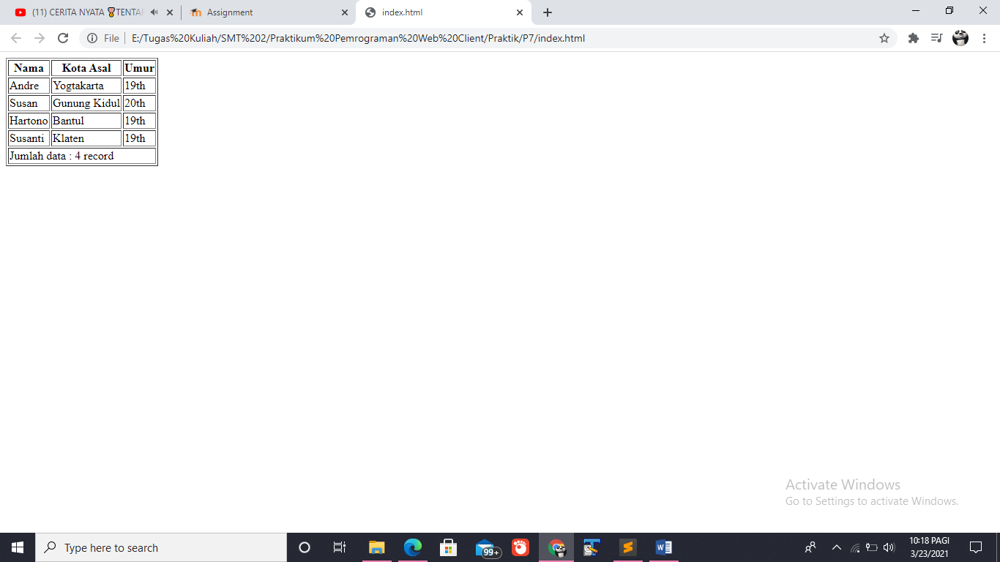 (11) CERITA NYATA 🎖TENTAR
Assignment
index.html
File
E:/Tugas%20Kuliah/SMT%202/Praktikum%20Pemrograman%20Web%20Client/Praktik/P7/index.html
Nama Kota Asal Umur
Andre Yogtakarta 19th
Susan Gunung Kidul 20th
Hartono Bantul 19th
Susanti Klaten 19th
Jumlah data : 4 record
Activate Windows
Go to Settings to activate Windows.
Type here to search
99+
10:18 PAGI
3/23/2021